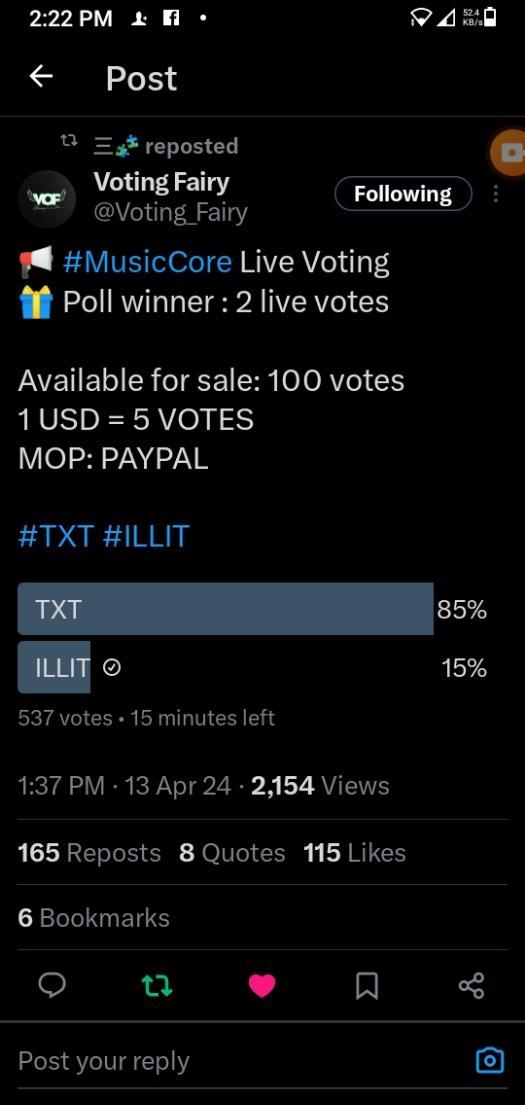 2:22 PM 52.4 KB/s
Post
reposted
Voting Fairy
@Voting_Fairy
Following
VOF
#MusicCore Live Voting
Poll winner : 2 live votes
Available for sale: 100 votes
1 USD = 5 VOTES
MOP: PAYPAL
#TXT #ILLIT
TXT 85%
ILLIT 15%
537 votes • 15 minutes left
1:37 PM · 13 Apr 24 · 2,154 Views
165 Reposts 8 Quotes 115 Likes
6 Bookmarks
Post your reply